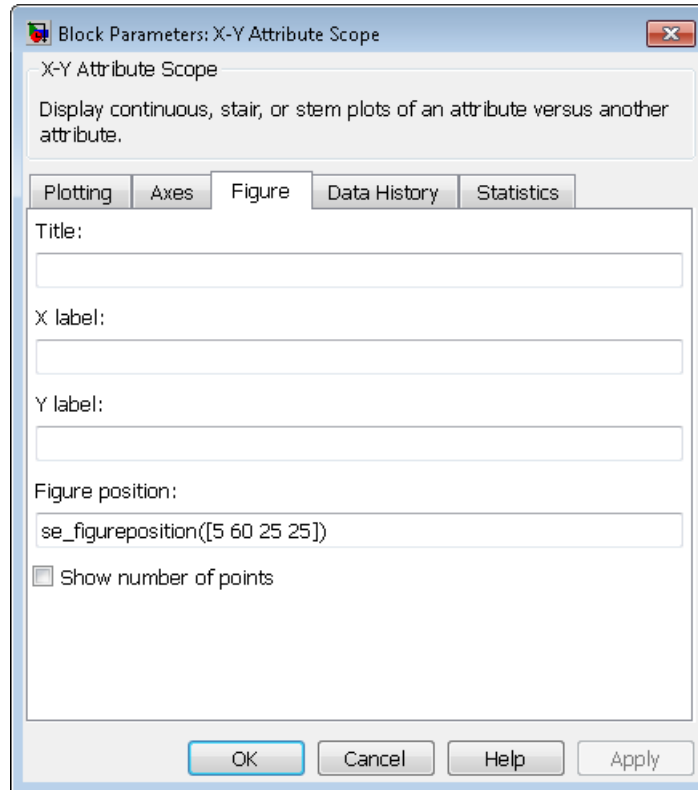 Block Parameters: X-Y Attribute Scope
X-Y Attribute Scope
Display continuous, stair, or stem plots of an attribute versus another
attribute.
Plotting Axes Figure Data History Statistics
Title:
X label:
Y label:
Figure position:
se_figureposition([5 60 25 25])
Show number of points
OK Cancel Help Apply